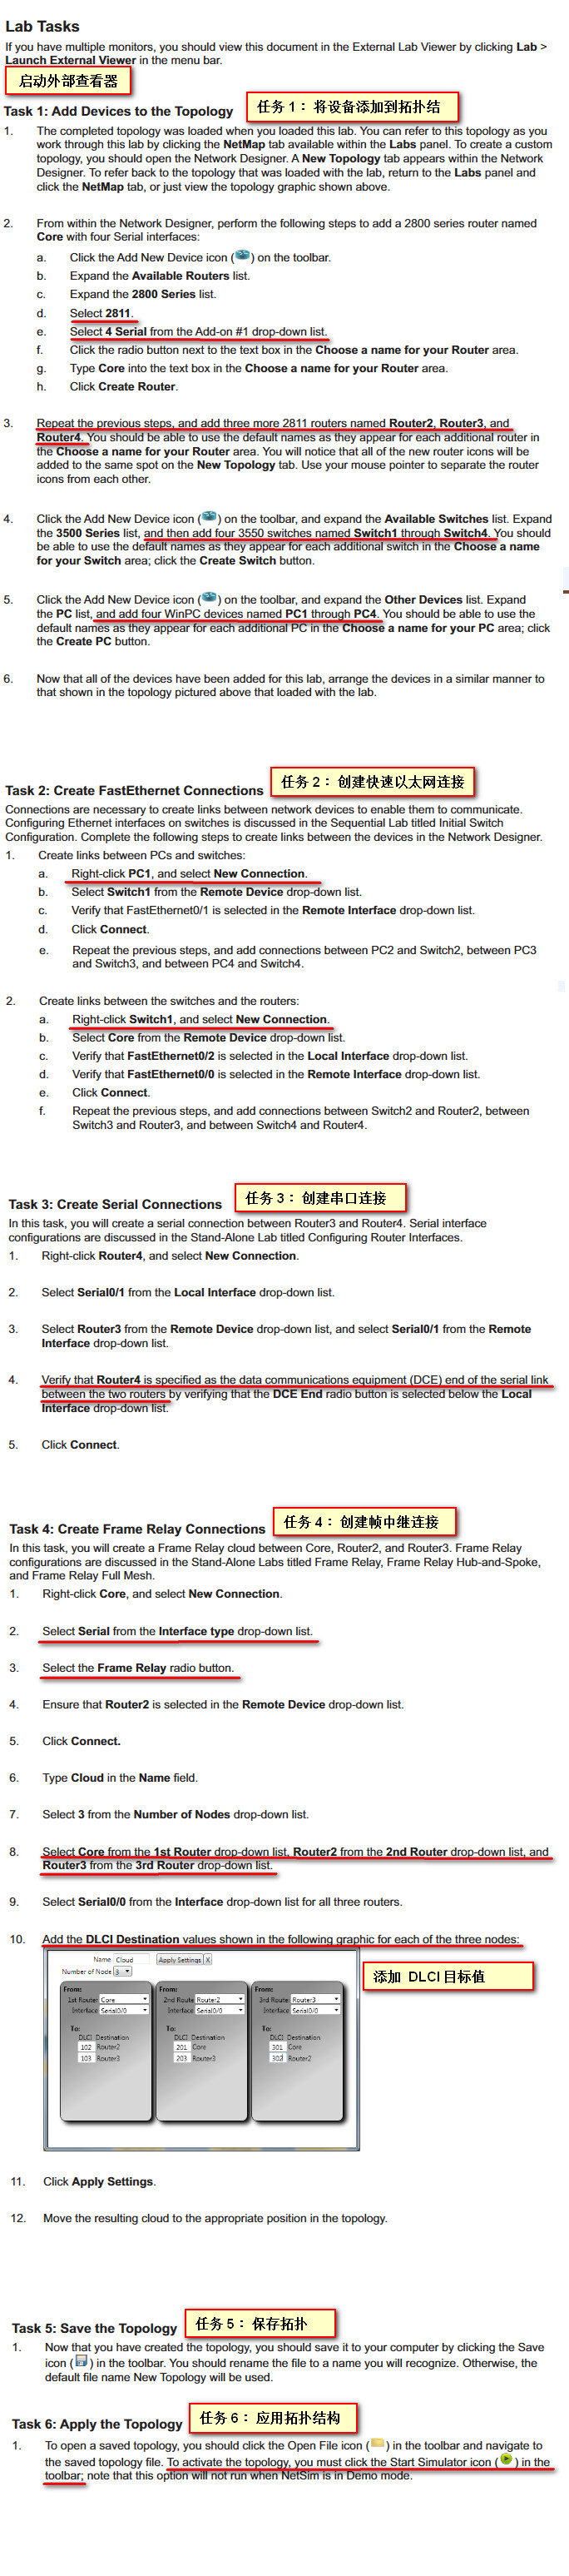 Lab Tasks
If you have multiple monitors, you should view this document in the External Lab Viewer by clicking Lab >
Launch External Viewer in the menu bar.
启动外部查看器
Task 1: Add Devices to the Topology
任务1： 将设备添加到拓扑结
1. The completed topology was loaded when you loaded this lab. You can refer to this topology as you
work through this lab by clicking the NetMap tab available within the Labs panel. To create a custom
topology, you should open the Network Designer. A New Topology tab appears within the Network
Designer. To refer back to the topology that was loaded with the lab, return to the Labs panel and
click the NetMap tab, or just view the topology graphic shown above.
2. From within the Network Designer, perform the following steps to add a 2800 series router named
Core with four Serial interfaces:
a. Click the Add New Device icon ( ) on the toolbar.
b. Expand the Available Routers list.
c. Expand the 2800 Series list.
d. Select 2811.
e. Select 4 Serial from the Add-on #1 drop-down list.
f. Click the radio button next to the text box in the Choose a name for your Router area.
g. Type Core into the text box in the Choose a name for your Router area.
h. Click Create Router.
3. Repeat the previous steps, and add three more 2811 routers named Router2, Router3, and
Router4. You should be able to use the default names as they appear for each additional router in
the Choose a name for your Router area. You will notice that all of the new router icons will be
added to the same spot on the New Topology tab. Use your mouse pointer to separate the router
icons from each other.
4. Click the Add New Device icon ( ) on the toolbar, and expand the Available Switches list. Expand
the 3500 Series list, and then add four 3550 switches named Switch1 through Switch4. You should
be able to use the default names as they appear for each additional switch in the Choose a name
for your Switch area; click the Create Switch button.
5. Click the Add New Device icon ( ) on the toolbar, and expand the Other Devices list. Expand
the PC list, and add four WinPC devices named PC1 through PC4. You should be able to use the
default names as they appear for each additional PC in the Choose a name for your PC area; click
the Create PC button.
6. Now that all of the devices have been added for this lab, arrange the devices in a similar manner to
that shown in the topology pictured above that loaded with the lab.
Task 2: Create FastEthernet Connections
任务2： 创建快速以太网连接
Connections are necessary to create links between network devices to enable them to communicate.
Configuring Ethernet interfaces on switches is discussed in the Sequential Lab titled Initial Switch
Configuration. Complete the following steps to create links between the devices in the Network Designer.
1. Create links between PCs and switches:
a. Right-click PC1, and select New Connection.
b. Select Switch1 from the Remote Device drop-down list.
c. Verify that FastEthernet0/1 is selected in the Remote Interface drop-down list.
d. Click Connect.
e. Repeat the previous steps, and add connections between PC2 and Switch2, between PC3
and Switch3, and between PC4 and Switch4.
2. Create links between the switches and the routers:
a. Right-click Switch1, and select New Connection.
b. Select Core from the Remote Device drop-down list.
c. Verify that FastEthernet0/2 is selected in the Local Interface drop-down list.
d. Verify that FastEthernet0/0 is selected in the Remote Interface drop-down list.
e. Click Connect.
f. Repeat the previous steps, and add connections between Switch2 and Router2, between
Switch3 and Router3, and between Switch4 and Router4.
Task 3: Create Serial Connections
任务3： 创建串口连接
In this task, you will create a serial connection between Router3 and Router4. Serial interface
configurations are discussed in the Stand-Alone Lab titled Configuring Router Interfaces.
1. Right-click Router4, and select New Connection.
2. Select Serial0/1 from the Local Interface drop-down list.
3. Select Router3 from the Remote Device drop-down list, and select Serial0/1 from the Remote
Interface drop-down list.
4. Verify that Router4 is specified as the data communications equipment (DCE) end of the serial link
between the two routers by verifying that the DCE End radio button is selected below the Local
Interface drop-down list.
5. Click Connect.
Task 4: Create Frame Relay Connections
任务4： 创建帧中继连接
In this task, you will create a Frame Relay cloud between Core, Router2, and Router3. Frame Relay
configurations are discussed in the Stand-Alone Labs titled Frame Relay, Frame Relay Hub-and-Spoke,
and Frame Relay Full Mesh.
1. Right-click Core, and select New Connection.
2. Select Serial from the Interface type drop-down list.
3. Select the Frame Relay radio button.
4. Ensure that Router2 is selected in the Remote Device drop-down list.
5. Click Connect.
6. Type Cloud in the Name field.
7. Select 3 from the Number of Nodes drop-down list.
8. Select Core from the 1st Router drop-down list, Router2 from the 2nd Router drop-down list, and
Router3 from the 3rd Router drop-down list.
9. Select Serial0/0 from the Interface drop-down list for all three routers.
10. Add the DLCI Destination values shown in the following graphic for each of the three nodes:
添加 DLCI目标值
Name Cloud Apply Settings X
Number of Node 3
From: From: From:
1st Router Core 2nd Route Router2 3rd Route Router3
Interface Serial0/0 Interface Serial0/0 Interface Serial0/0
To: To: To:
DLCI Destination DLCI Destination DLCI Destination
102 Router2 201 Core 301 Core
103 Router3 203 Router3 302 Router2
11. Click Apply Settings.
12. Move the resulting cloud to the appropriate position in the topology.
Task 5: Save the Topology
任务5： 保存拓扑
1. Now that you have created the topology, you should save it to your computer by clicking the Save
icon ( ) in the toolbar. You should rename the file to a name you will recognize. Otherwise, the
default file name New Topology will be used.
Task 6: Apply the Topology
任务6： 应用拓扑结构
1. To open a saved topology, you should click the Open File icon ( ) in the toolbar and navigate to
the saved topology file. To activate the topology, you must click the Start Simulator icon ( ) in the
toolbar; note that this option will not run when NetSim is in Demo mode.